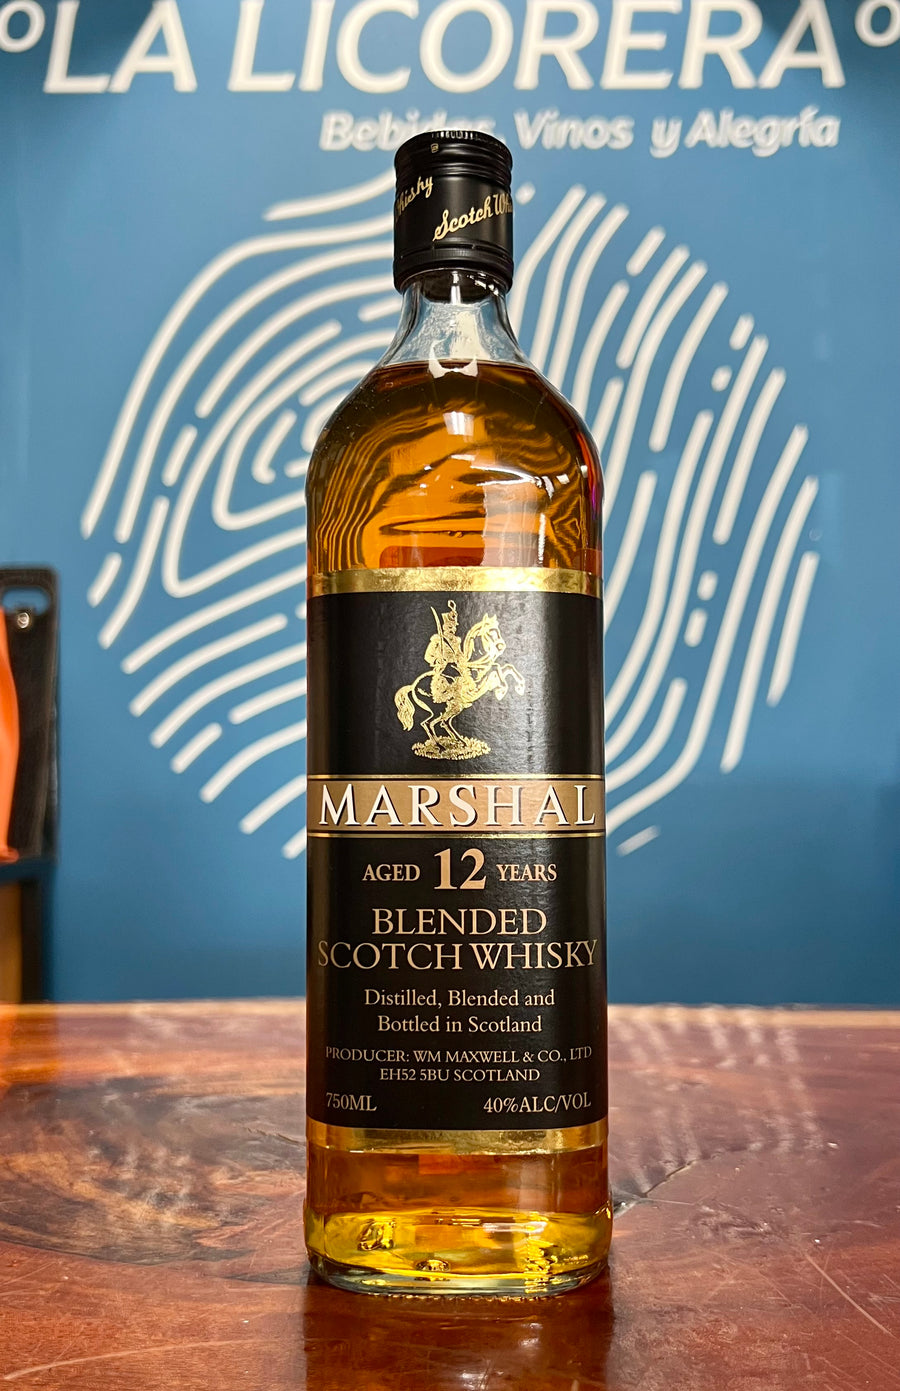 °LA LICORERA°
Bebidas, Vinos y Alegría
Whisky
Scotch Whi
MARSHAL
AGED 12 YEARS
BLENDED
SCOTCH WHISKY
Distilled, Blended and
Bottled in Scotland
PRODUCER: WM MAXWELL & CO., LTD
EH52 5BU SCOTLAND
750ML 40%ALC/VOL